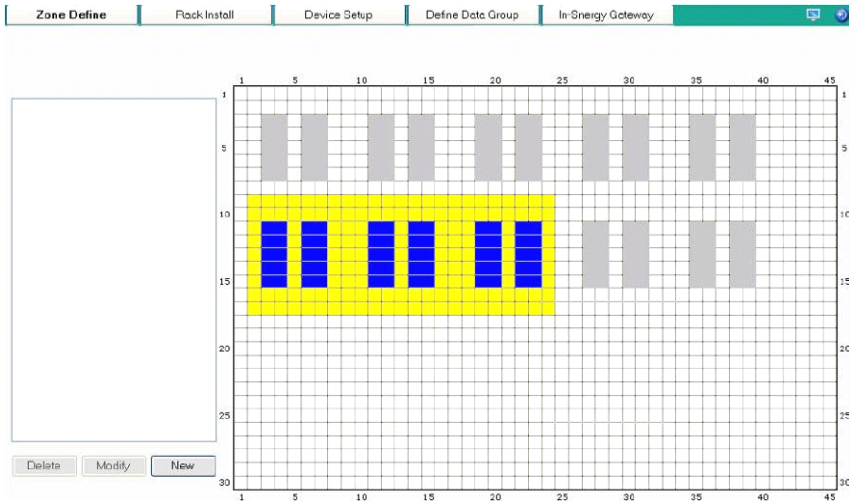 Zone Define Rack Install Device Setup Define Data Group In-Snergy Gateway
1 5 10 15 20 25 30 35 40 45
1 1
5 5
10 10
15 15
20 20
25 25
Delete Modify New
30 30
1 5 10 15 20 25 30 35 40 45